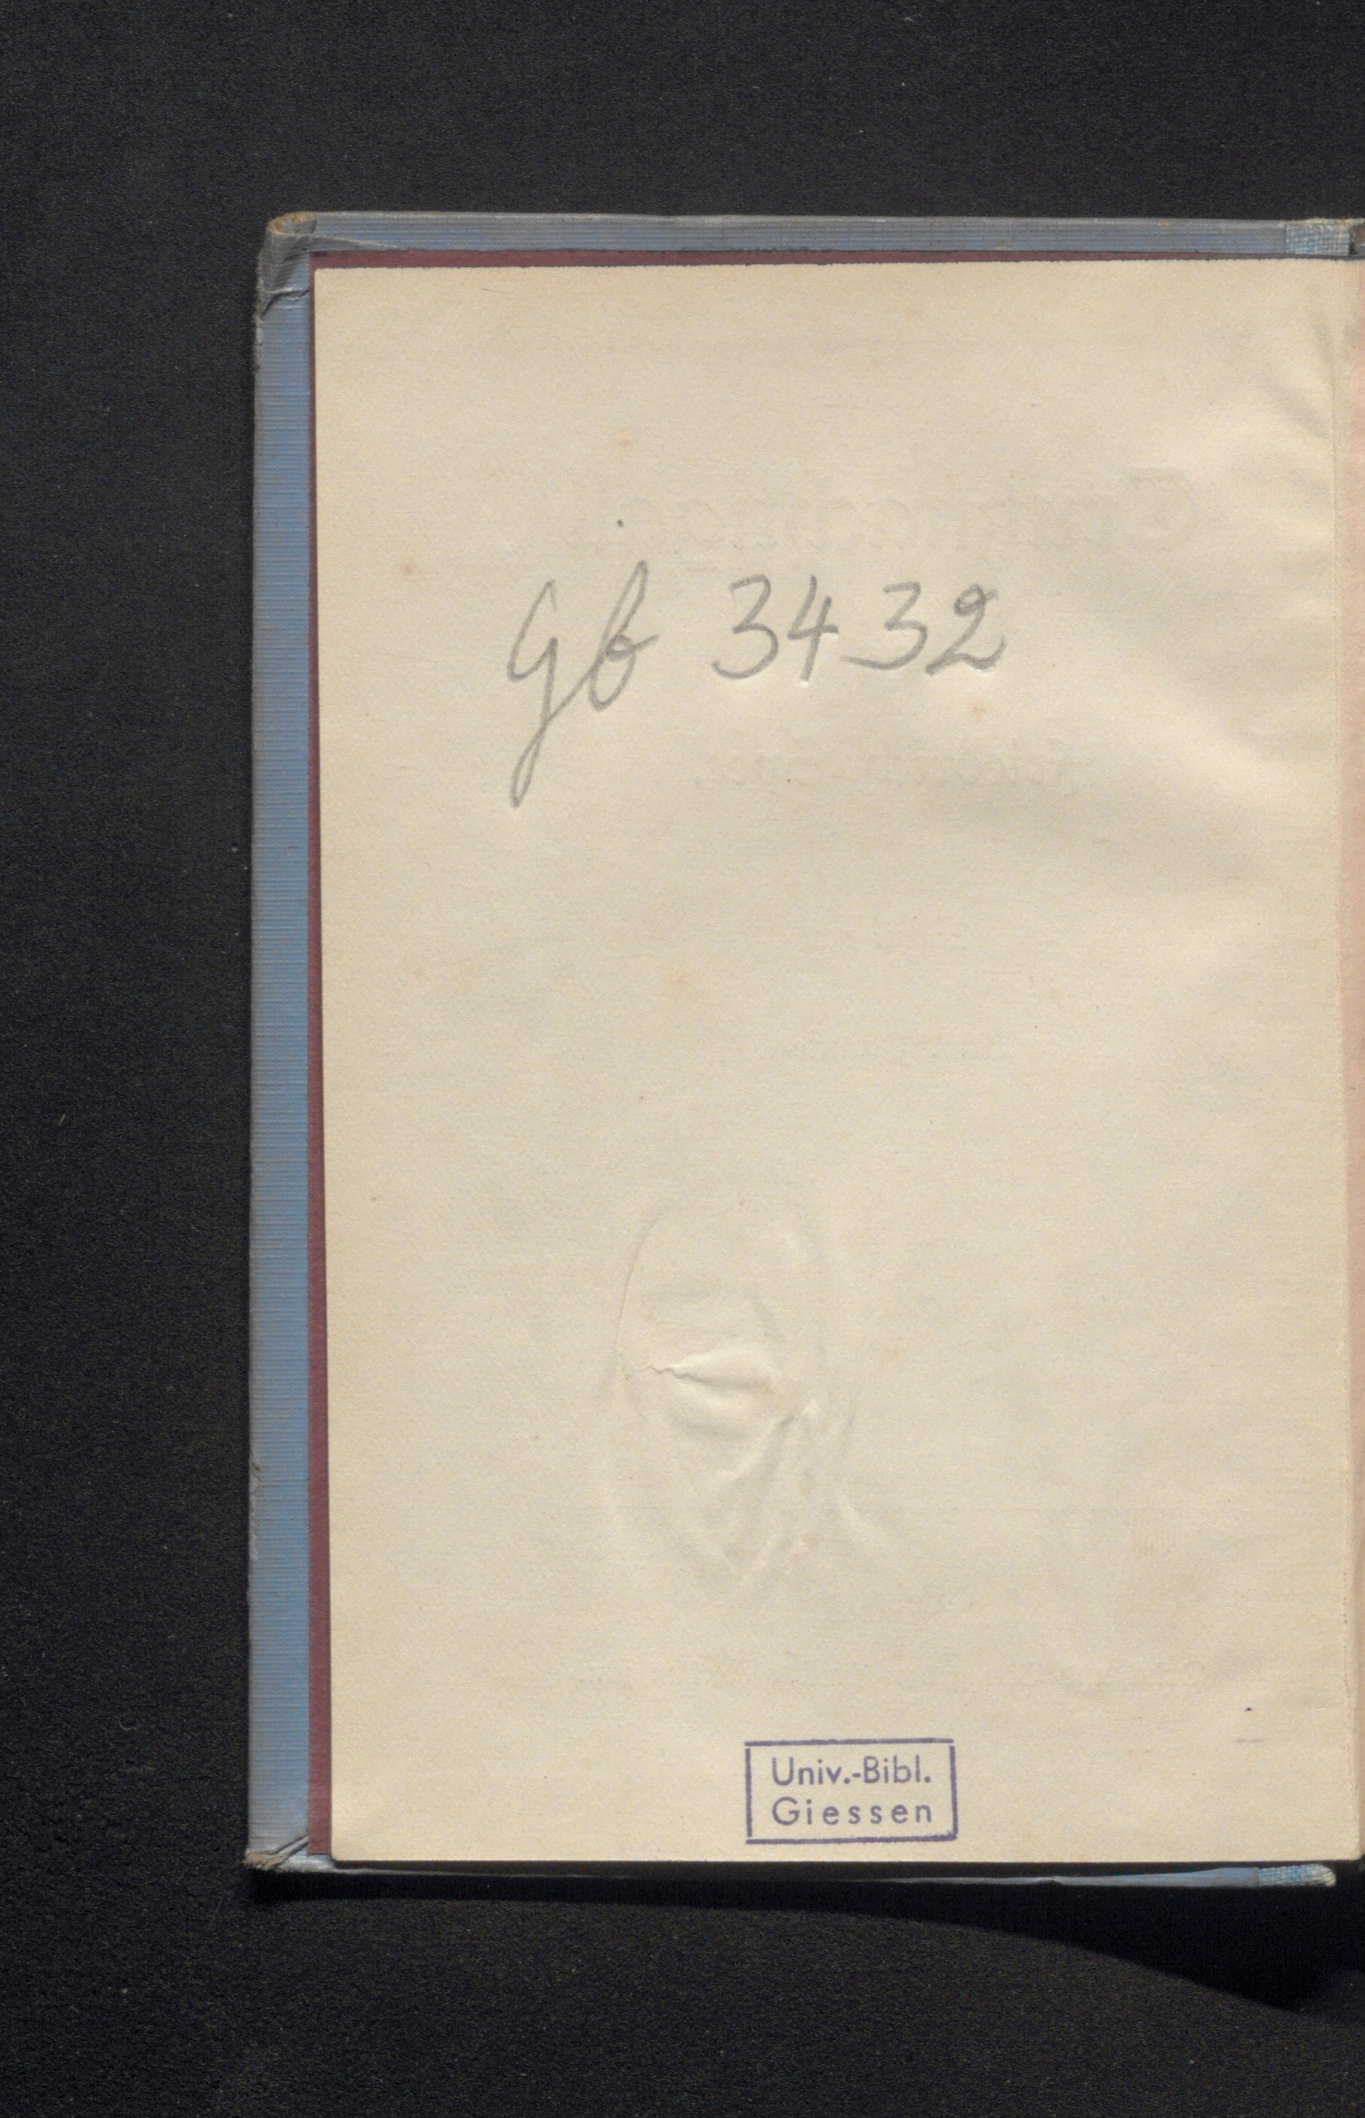 Gb 3432
Univ.-Bibl.
Giessen